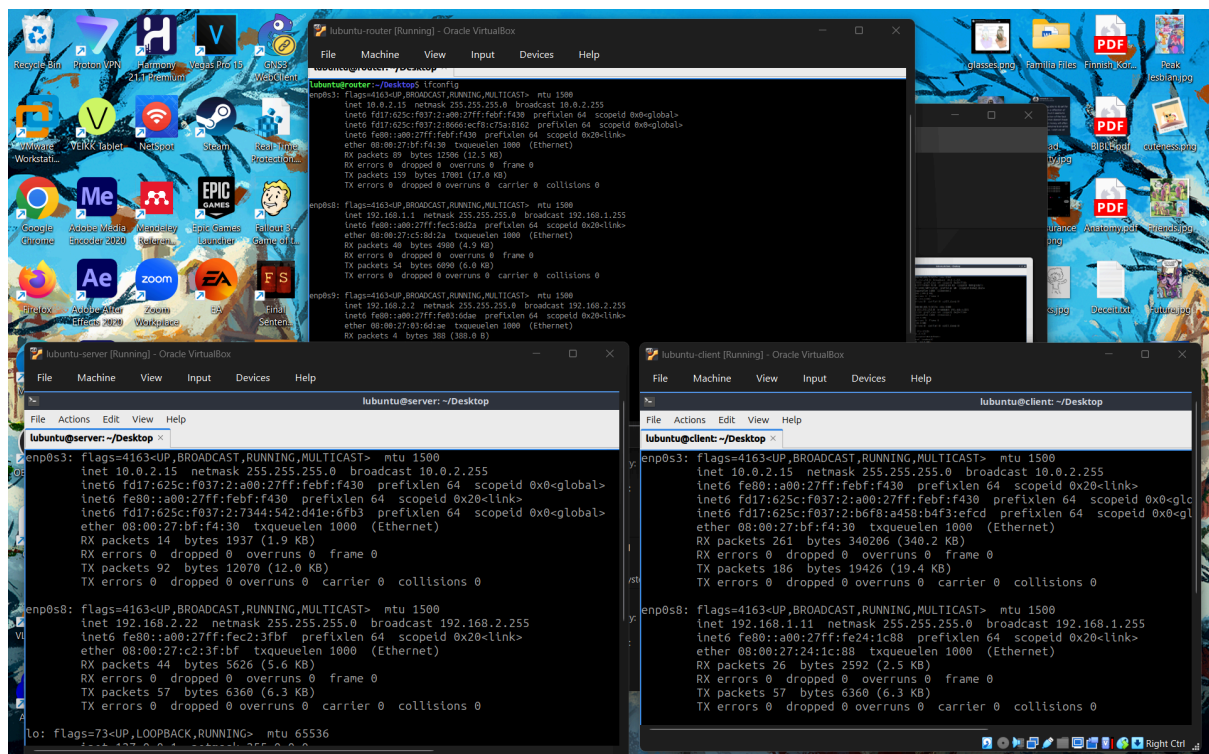 Recycle Bin
Proton VPN
Harmony 21.1 Premium
Vegas Pro 15
GNS3 WebClient
VMware Workstati...
VEIKK Tablet
NetSpot
Steam
Real-Time Protection...
Google Chrome
Adobe Media Encoder 2020
Mendeley Referen...
Epic Games Launcher
Fallout 3 - Game of t...
Firefox
Adobe After Effects 2020
Zoom Workplace
EA
Final Senten...
glasses.png
Familia Files
Finnish_Kor...
Peak lesbian.jpg
BIBLE.pdf
cuteness.png
Anatomy.pdf
Friends.jpg
Deceit.txt
Future.jpg
lubuntu-router [Running] - Oracle VirtualBox
File Machine View Input Devices Help
lubuntu@router:~/Desktop$ ifconfig
enp0s3: flags=4163<UP,BROADCAST,RUNNING,MULTICAST> mtu 1500
inet 10.0.2.15 netmask 255.255.255.0 broadcast 10.0.2.255
inet6 fd17:625c:f037:2:a00:27ff:febf:f430 prefixlen 64 scopeid 0x0<global>
inet6 fd17:625c:f037:2:8666:ecf8:c75a:8162 prefixlen 64 scopeid 0x0<global>
inet6 fe80::a00:27ff:febf:f430 prefixlen 64 scopeid 0x20<link>
ether 08:00:27:bf:f4:30 txqueuelen 1000 (Ethernet)
RX packets 89 bytes 12506 (12.5 KB)
RX errors 0 dropped 0 overruns 0 frame 0
TX packets 159 bytes 17001 (17.0 KB)
TX errors 0 dropped 0 overruns 0 carrier 0 collisions 0
enp0s8: flags=4163<UP,BROADCAST,RUNNING,MULTICAST> mtu 1500
inet 192.168.1.1 netmask 255.255.255.0 broadcast 192.168.1.255
inet6 fe80::a00:27ff:fec5:8d2a prefixlen 64 scopeid 0x20<link>
ether 08:00:27:c5:8d:2a txqueuelen 1000 (Ethernet)
RX packets 40 bytes 4980 (4.9 KB)
RX errors 0 dropped 0 overruns 0 frame 0
TX packets 54 bytes 6090 (6.0 KB)
TX errors 0 dropped 0 overruns 0 carrier 0 collisions 0
enp0s9: flags=4163<UP,BROADCAST,RUNNING,MULTICAST> mtu 1500
inet 192.168.2.2 netmask 255.255.255.0 broadcast 192.168.2.255
inet6 fe80::a00:27ff:fe03:6dae prefixlen 64 scopeid 0x20<link>
ether 08:00:27:03:6d:ae txqueuelen 1000 (Ethernet)
RX packets 4 bytes 388 (388.0 B)
lubuntu-server [Running] - Oracle VirtualBox
File Machine View Input Devices Help
lubuntu@server: ~/Desktop
File Actions Edit View Help
lubuntu@server: ~/Desktop ×
enp0s3: flags=4163<UP,BROADCAST,RUNNING,MULTICAST> mtu 1500
inet 10.0.2.15 netmask 255.255.255.0 broadcast 10.0.2.255
inet6 fd17:625c:f037:2:a00:27ff:febf:f430 prefixlen 64 scopeid 0x0<global>
inet6 fe80::a00:27ff:febf:f430 prefixlen 64 scopeid 0x20<link>
inet6 fd17:625c:f037:2:7344:542:d41e:6fb3 prefixlen 64 scopeid 0x0<global>
ether 08:00:27:bf:f4:30 txqueuelen 1000 (Ethernet)
RX packets 14 bytes 1937 (1.9 KB)
RX errors 0 dropped 0 overruns 0 frame 0
TX packets 92 bytes 12070 (12.0 KB)
TX errors 0 dropped 0 overruns 0 carrier 0 collisions 0
enp0s8: flags=4163<UP,BROADCAST,RUNNING,MULTICAST> mtu 1500
inet 192.168.2.22 netmask 255.255.255.0 broadcast 192.168.2.255
inet6 fe80::a00:27ff:fec2:3fbf prefixlen 64 scopeid 0x20<link>
ether 08:00:27:c2:3f:bf txqueuelen 1000 (Ethernet)
RX packets 44 bytes 5626 (5.6 KB)
RX errors 0 dropped 0 overruns 0 frame 0
TX packets 57 bytes 6360 (6.3 KB)
TX errors 0 dropped 0 overruns 0 carrier 0 collisions 0
lo: flags=73<UP,LOOPBACK,RUNNING> mtu 65536
lubuntu-client [Running] - Oracle VirtualBox
File Machine View Input Devices Help
lubuntu@client: ~/Desktop
File Actions Edit View Help
lubuntu@client: ~/Desktop ×
enp0s3: flags=4163<UP,BROADCAST,RUNNING,MULTICAST> mtu 1500
inet 10.0.2.15 netmask 255.255.255.0 broadcast 10.0.2.255
inet6 fe80::a00:27ff:febf:f430 prefixlen 64 scopeid 0x20<link>
inet6 fd17:625c:f037:2:a00:27ff:febf:f430 prefixlen 64 scopeid 0x0<glo
inet6 fd17:625c:f037:2:b6f8:a458:b4f3:efcd prefixlen 64 scopeid 0x0<gl
ether 08:00:27:bf:f4:30 txqueuelen 1000 (Ethernet)
RX packets 261 bytes 340206 (340.2 KB)
RX errors 0 dropped 0 overruns 0 frame 0
TX packets 186 bytes 19426 (19.4 KB)
TX errors 0 dropped 0 overruns 0 carrier 0 collisions 0
enp0s8: flags=4163<UP,BROADCAST,RUNNING,MULTICAST> mtu 1500
inet 192.168.1.11 netmask 255.255.255.0 broadcast 192.168.1.255
inet6 fe80::a00:27ff:fe24:1c88 prefixlen 64 scopeid 0x20<link>
ether 08:00:27:24:1c:88 txqueuelen 1000 (Ethernet)
RX packets 26 bytes 2592 (2.5 KB)
RX errors 0 dropped 0 overruns 0 frame 0
TX packets 57 bytes 6360 (6.3 KB)
TX errors 0 dropped 0 overruns 0 carrier 0 collisions 0
Right Ctrl